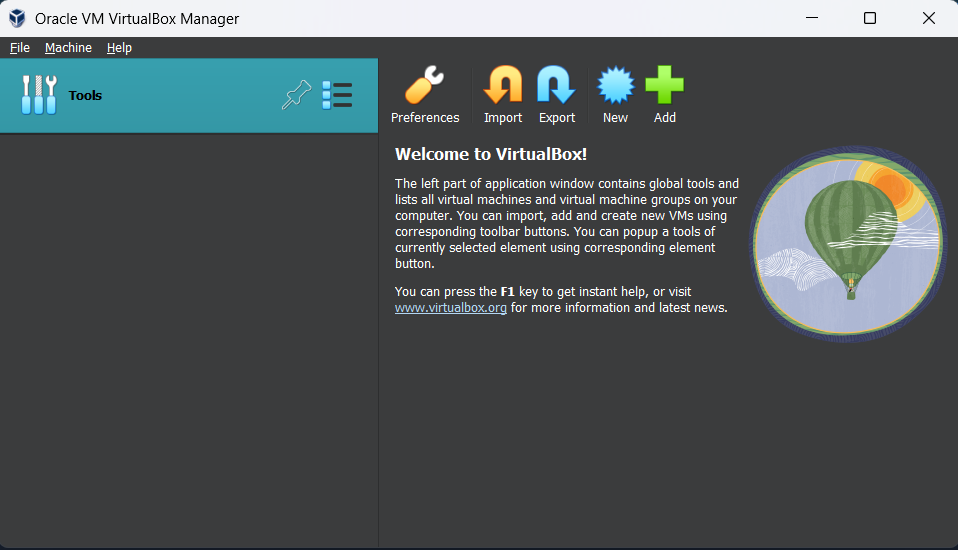 Oracle VM VirtualBox Manager
File Machine Help
Tools
Preferences Import Export New Add
Welcome to VirtualBox!
The left part of application window contains global tools and
lists all virtual machines and virtual machine groups on your
computer. You can import, add and create new VMs using
corresponding toolbar buttons. You can popup a tools of
currently selected element using corresponding element
button.
You can press the F1 key to get instant help, or visit
www.virtualbox.org for more information and latest news.